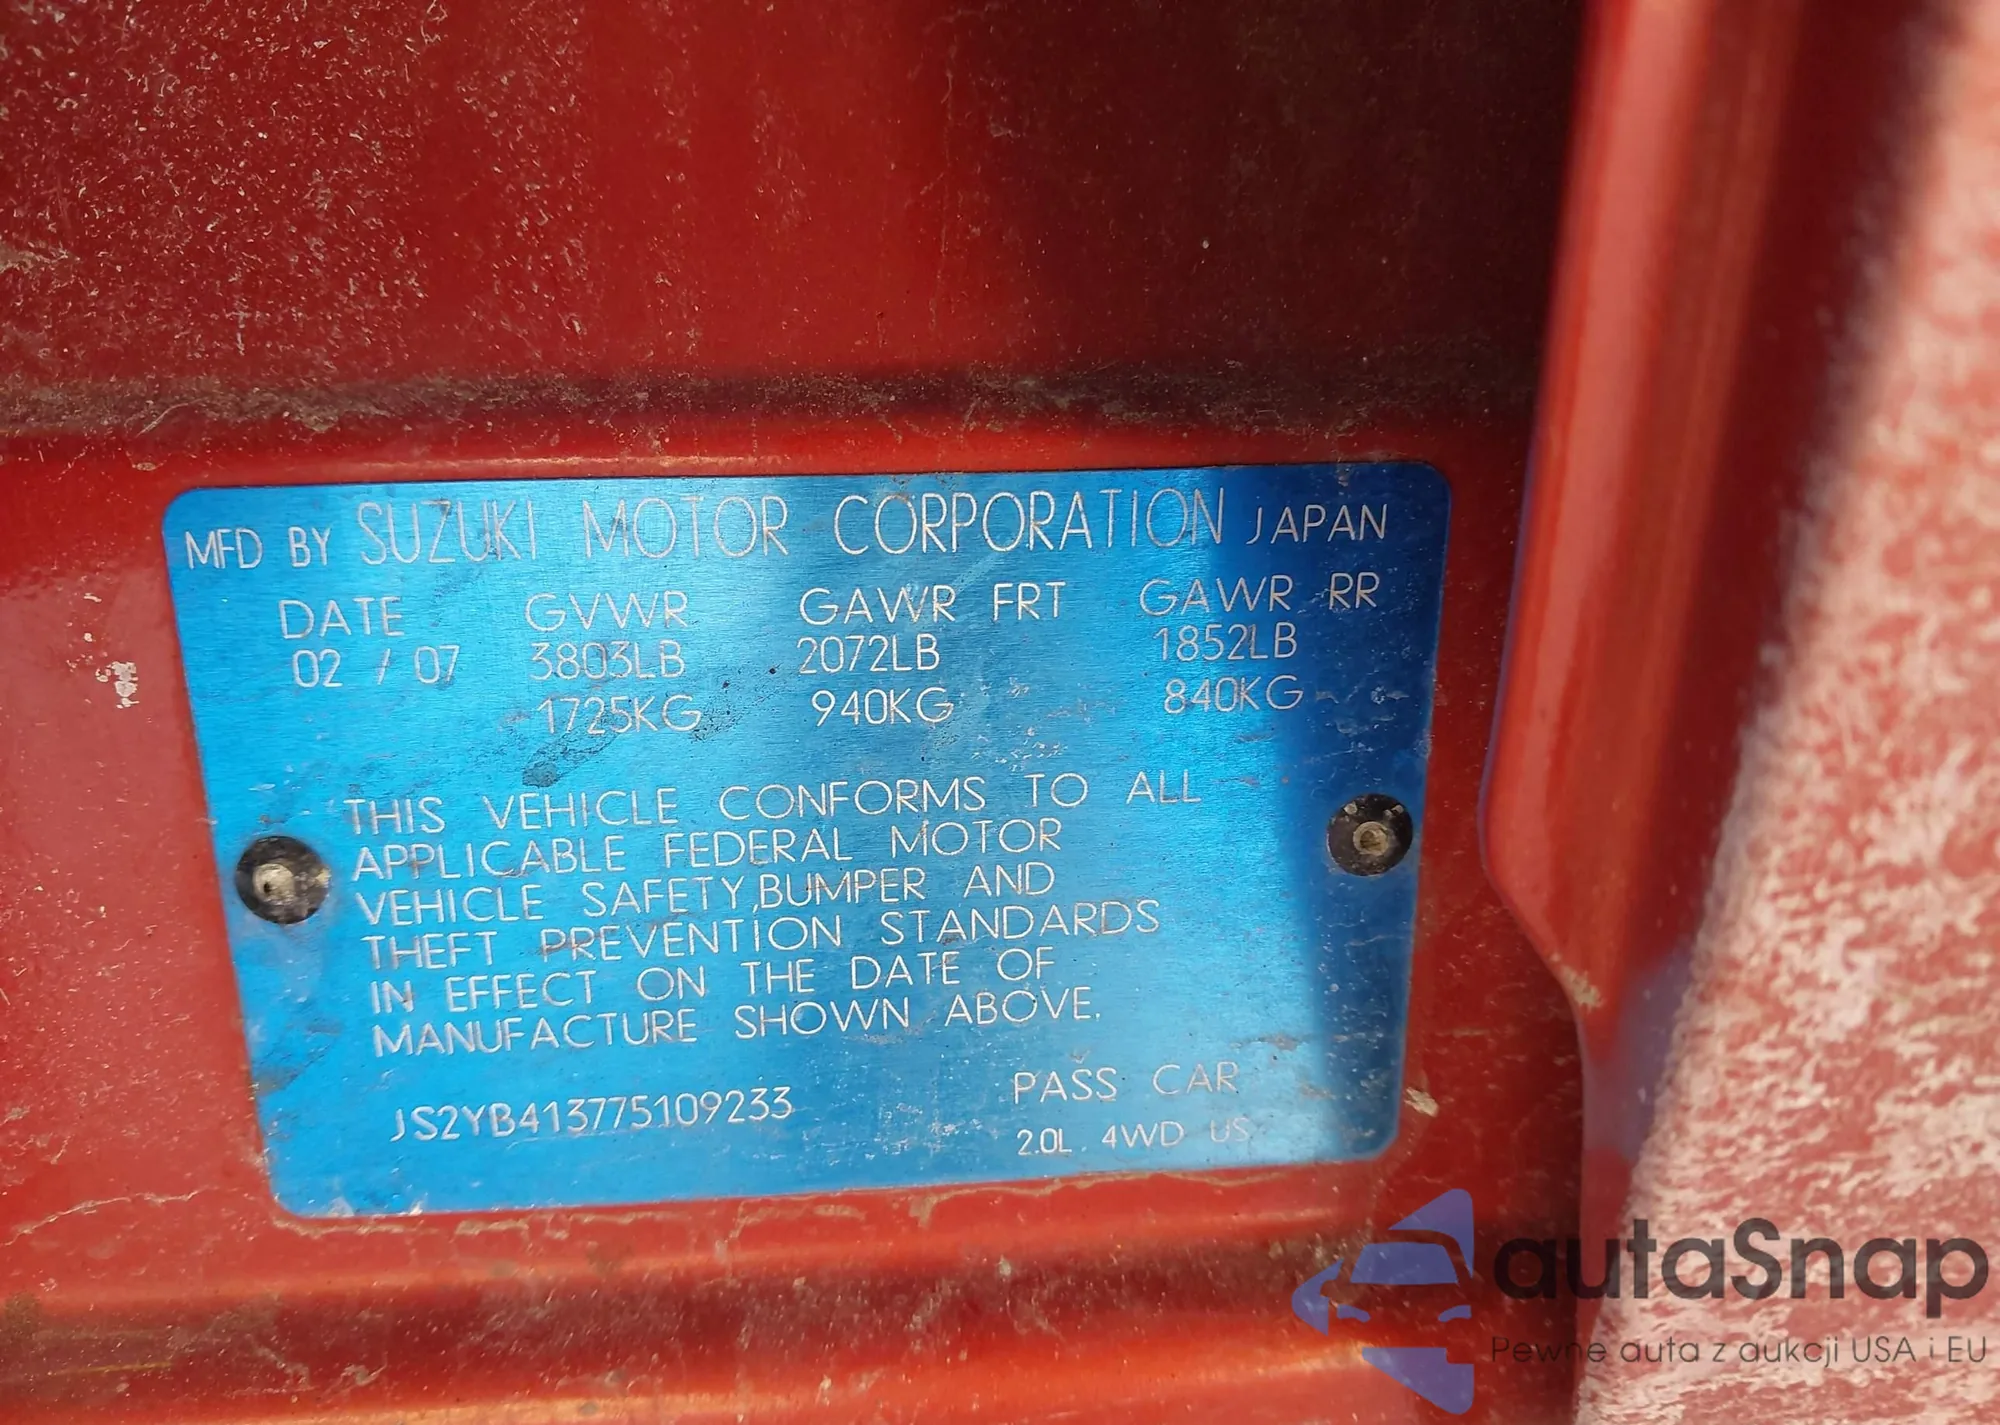 MFD BY SUZUKI MOTOR CORPORATION JAPAN
DATE GVWR GAWR FRT GAWR RR
02 / 07 3803LB 2072LB 1852LB
1725KG 940KG 840KG
THIS VEHICLE CONFORMS TO ALL
APPLICABLE FEDERAL MOTOR
VEHICLE SAFETY,BUMPER AND
THEFT PREVENTION STANDARDS
IN EFFECT ON THE DATE OF
MANUFACTURE SHOWN ABOVE.
JS2YB413775109233 PASS CAR
2.0L. 4WD US
autaSnap
Pewne auta z aukcji USA i EU